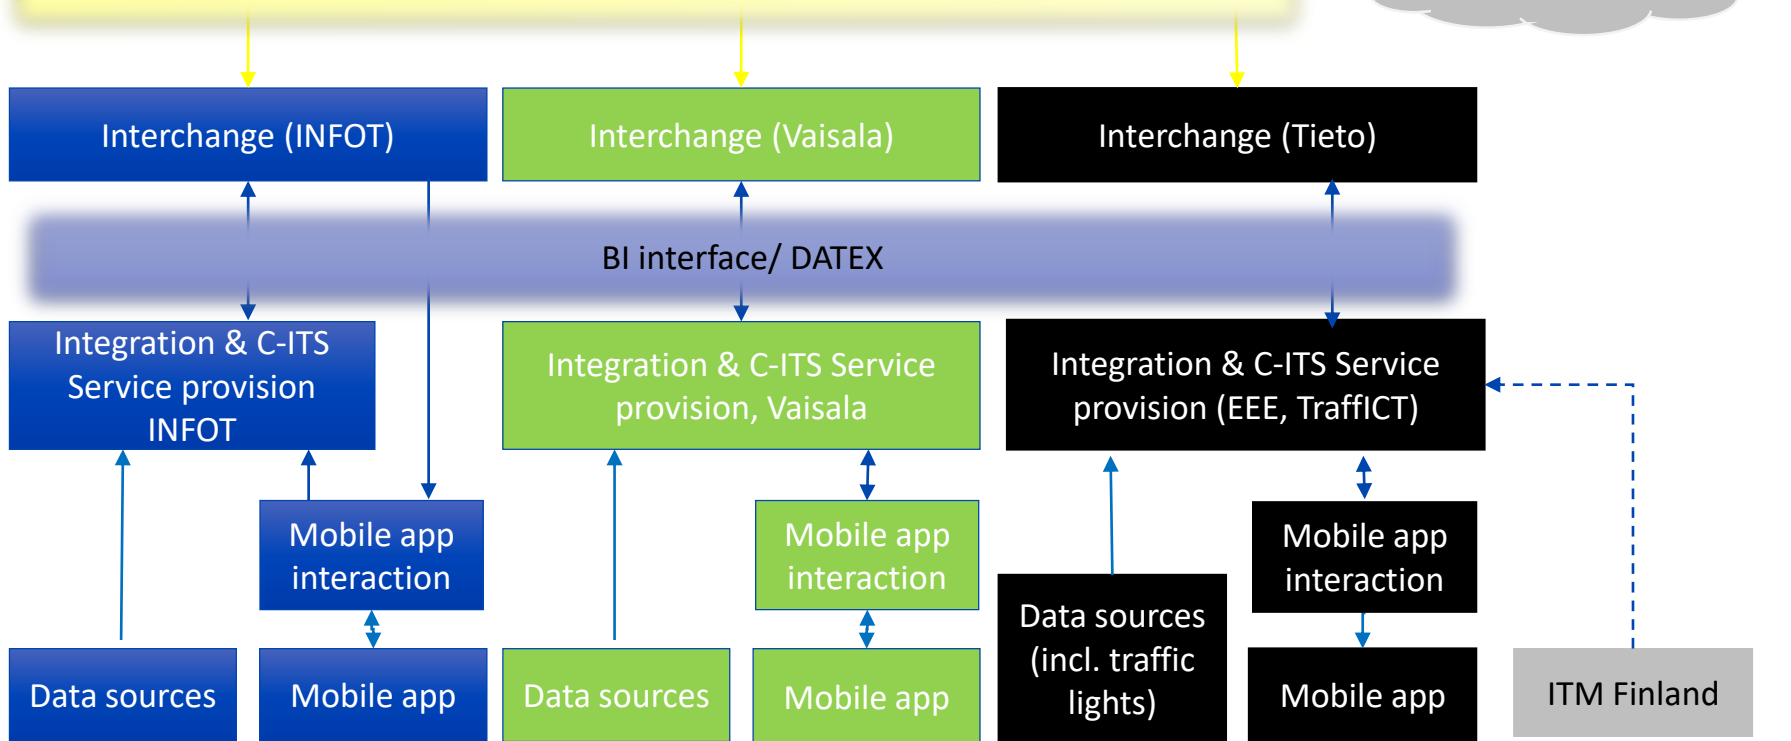 Interchange (INFOT)
Interchange (Vaisala)
Interchange (Tieto)
BI interface/ DATEX
Integration & C-ITS
Service provision
INFOT
Integration & C-ITS Service
provision, Vaisala
Integration & C-ITS Service
provision (EEE, TraffICT)
Mobile app
interaction
Mobile app
interaction
Mobile app
interaction
Data sources
Mobile app
Data sources
Mobile app
Data sources
(incl. traffic
lights)
Mobile app
ITM Finland